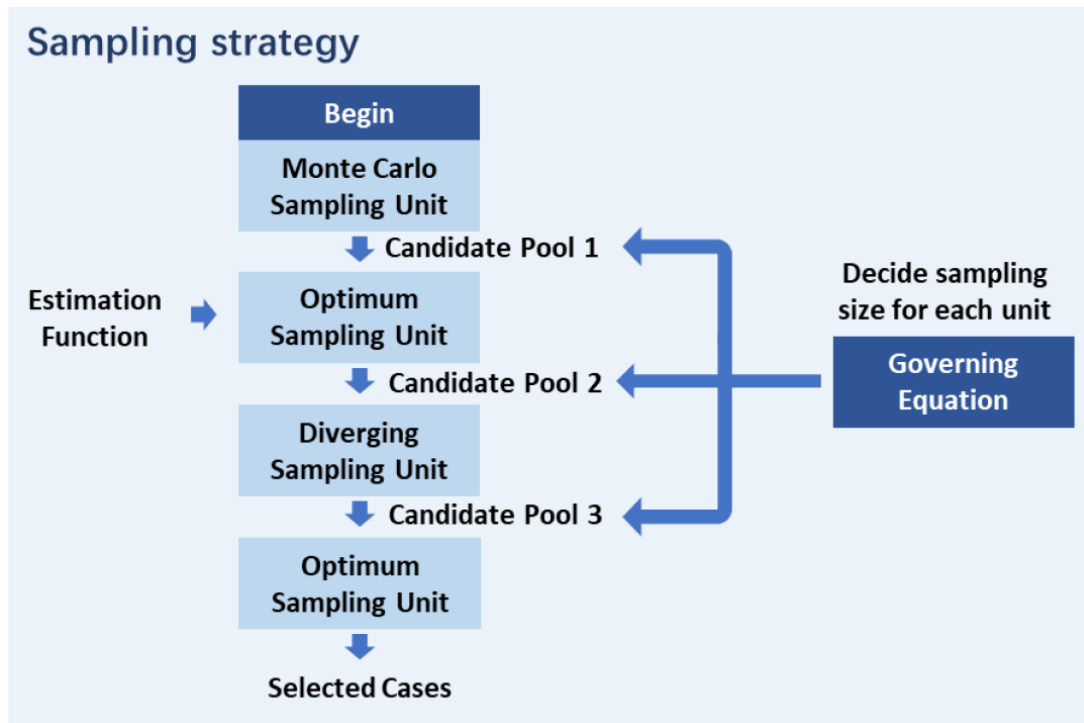 Sampling strategy
Begin
Monte Carlo
Sampling Unit
Candidate Pool 1
Estimation
Function
Optimum
Sampling Unit
Candidate Pool 2
Diverging
Sampling Unit
Candidate Pool 3
Optimum
Sampling Unit
Selected Cases
Decide sampling
size for each unit
Governing
Equation